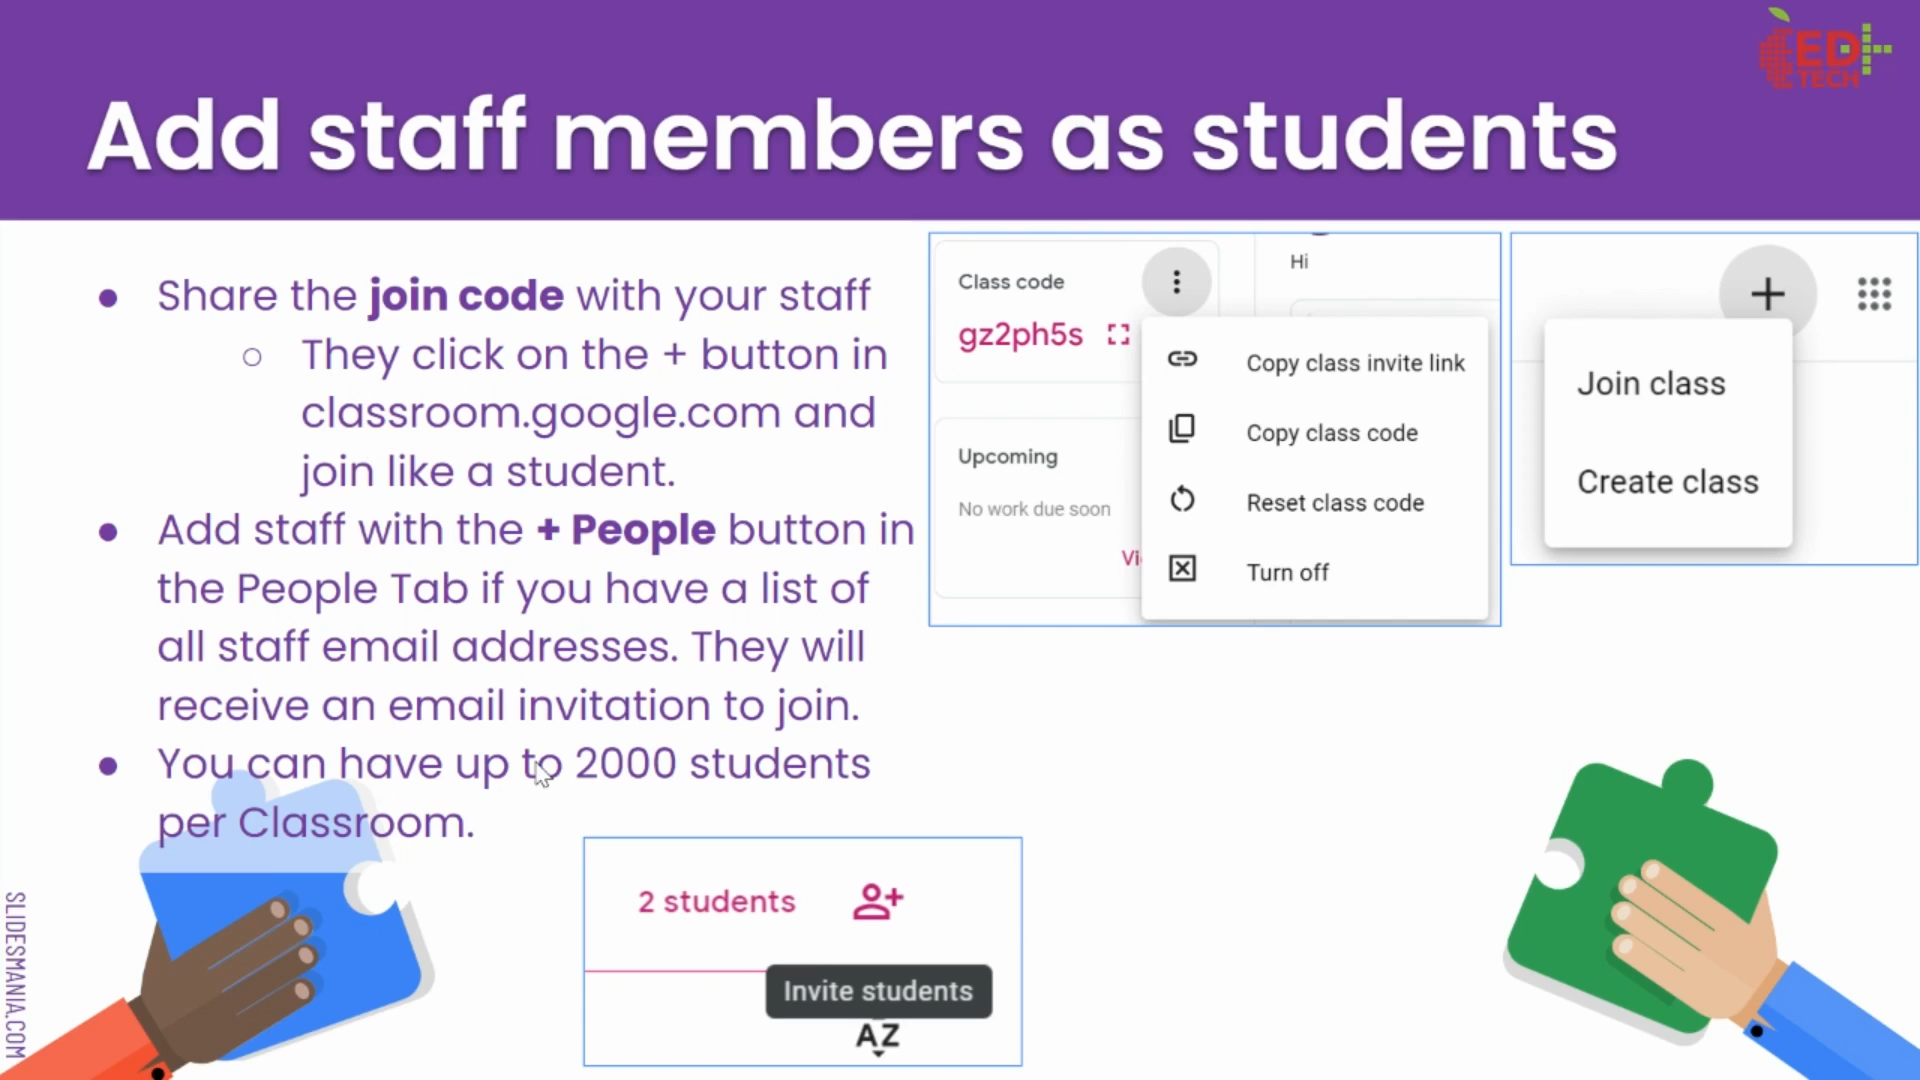 ED+
TECH
Add staff members as students
● Share the join code with your staff
○ They click on the + button in
classroom.google.com and
join like a student.
● Add staff with the + People button in
the People Tab if you have a list of
all staff email addresses. They will
receive an email invitation to join.
● You can have up to 2000 students
per Classroom.
Class code
gz2ph5s
Upcoming
No work due soon
Vi
Hi
Copy class invite link
Copy class code
Reset class code
Turn off
Join class
Create class
2 students
Invite students
AZ
SLIDESMANIA.COM